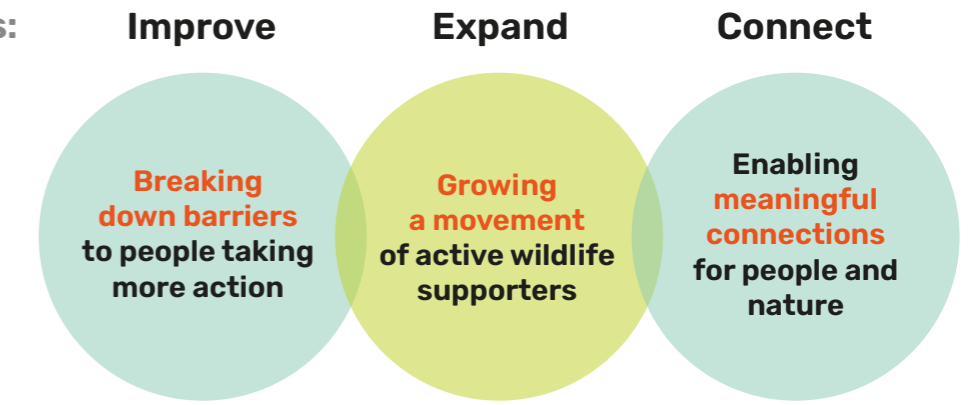 s:
Improve
Expand
Connect
Breaking
down barriers
to people taking
more action
Growing
a movement
of active wildlife
supporters
Enabling
meaningful
connections
for people and
nature